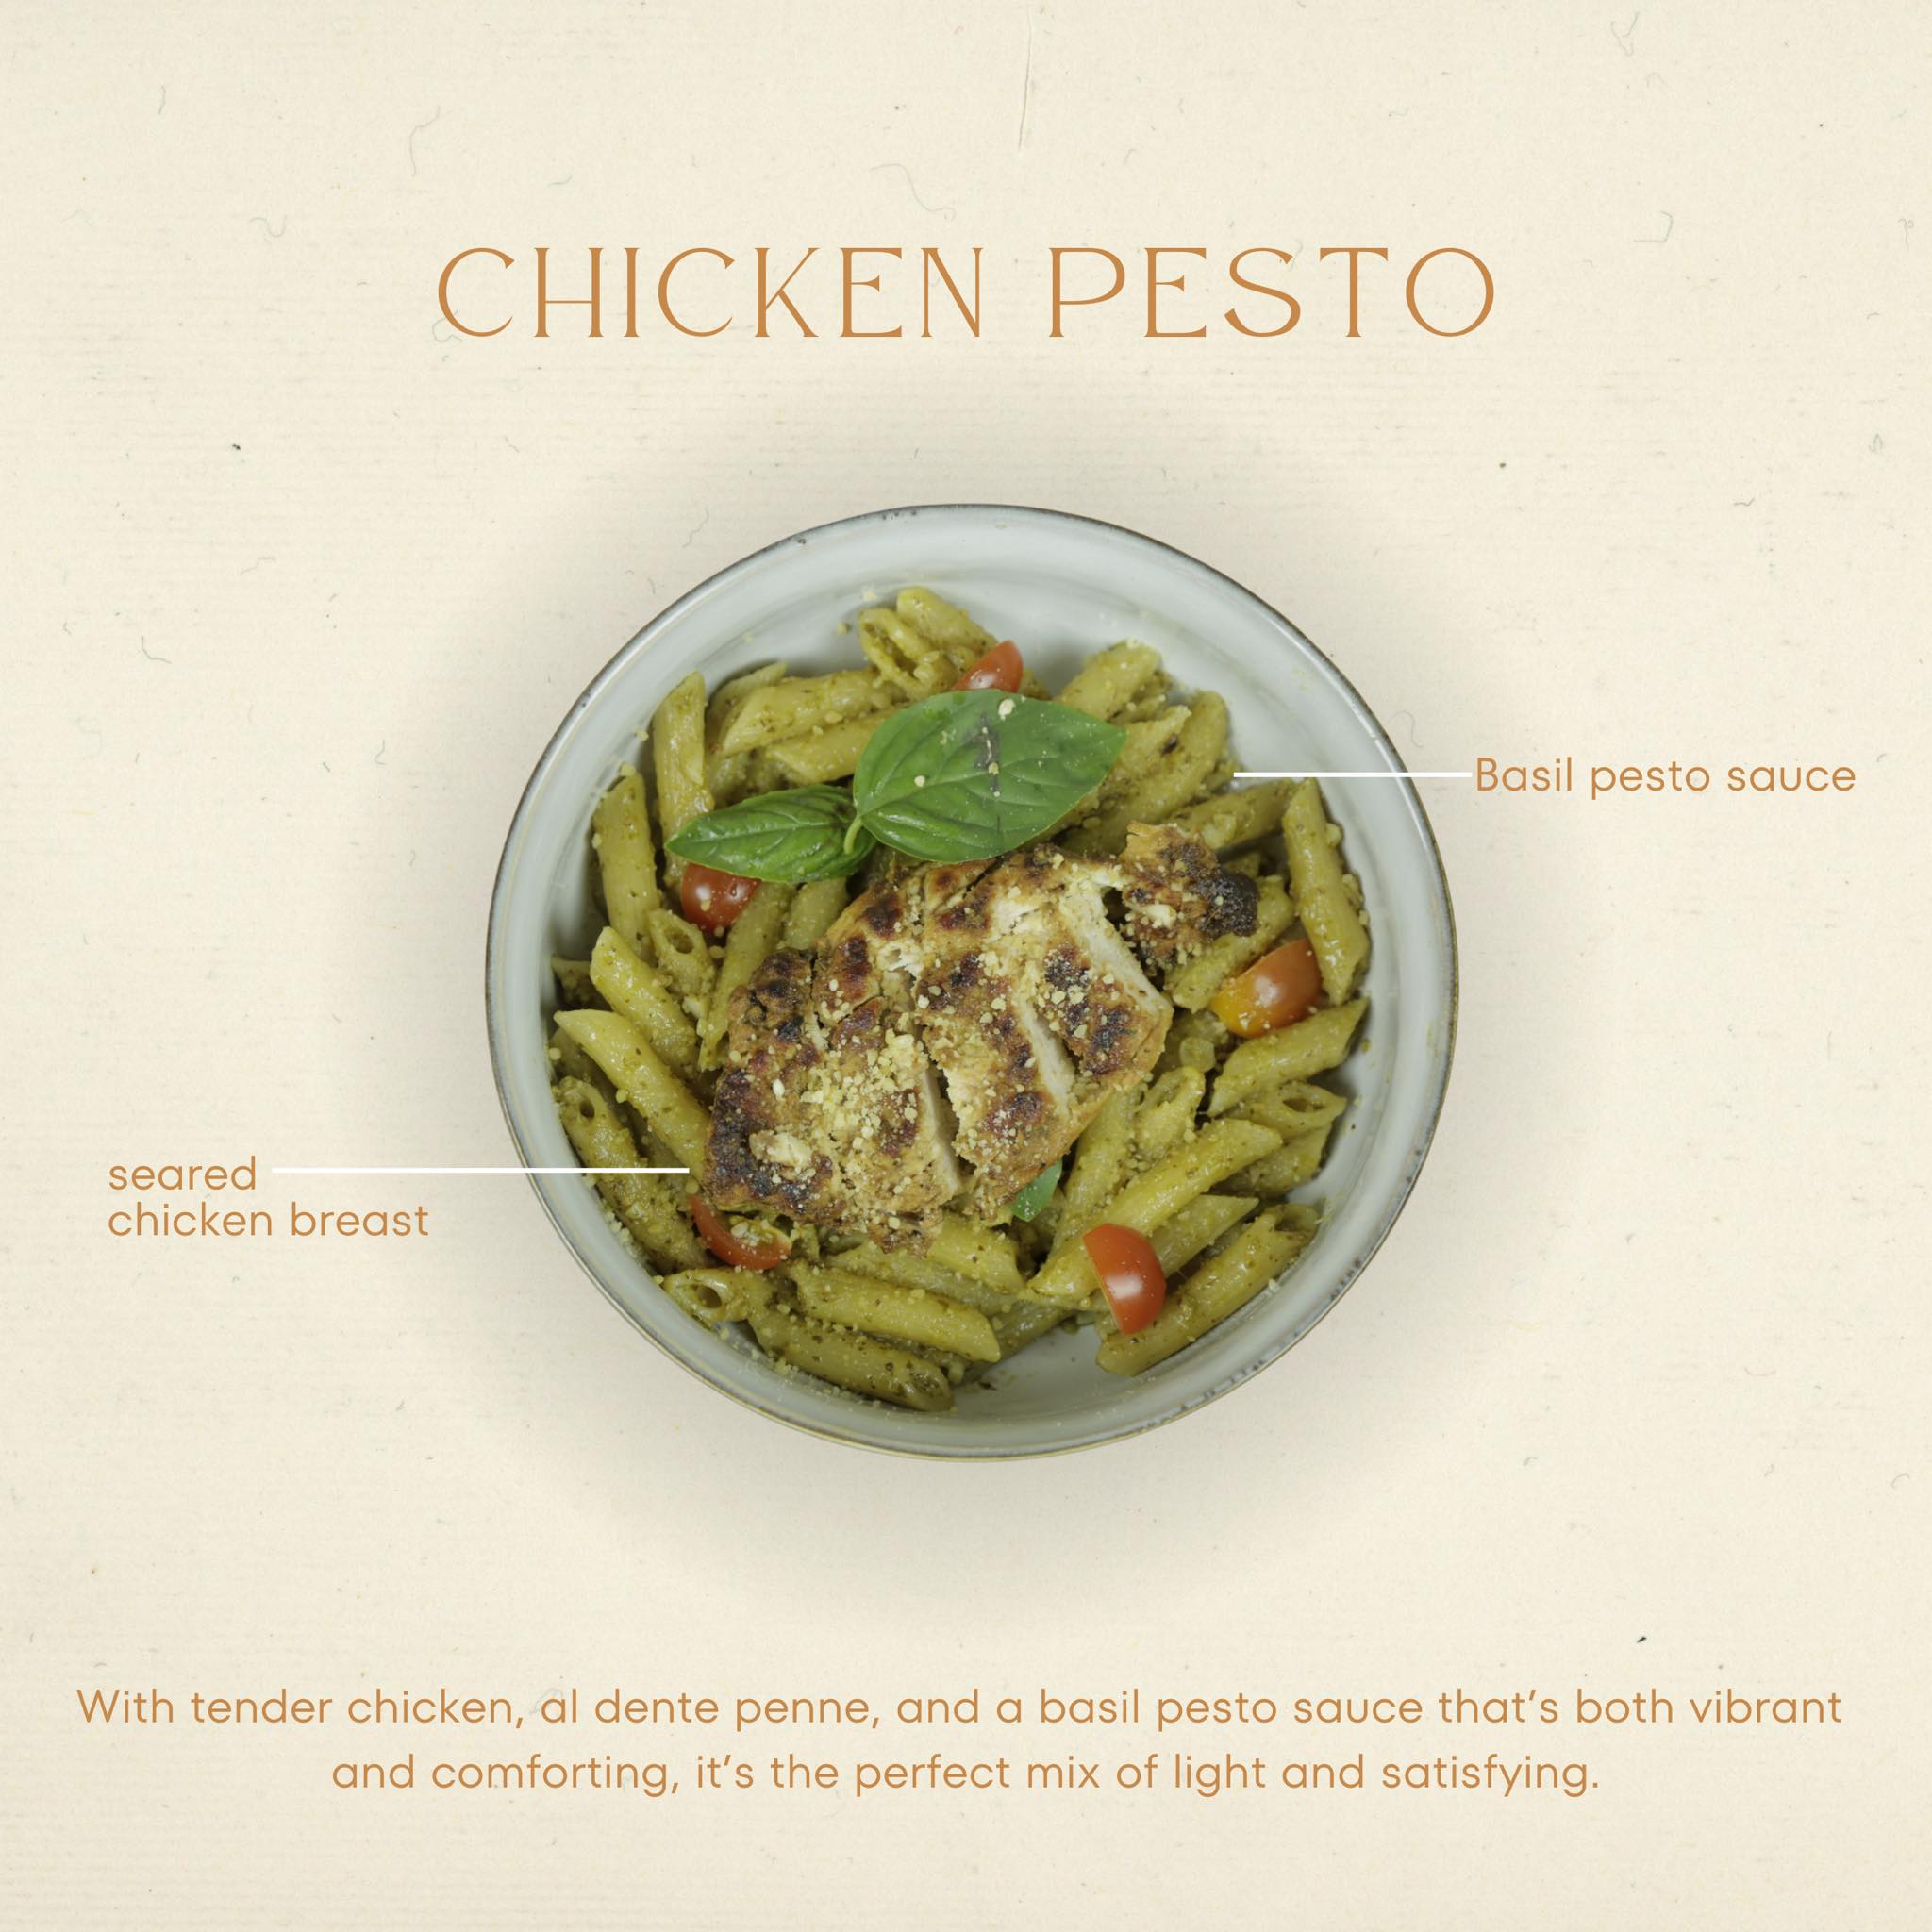 CHICKEN PESTO
Basil pesto sauce
seared
chicken breast
With tender chicken, al dente penne, and a basil pesto sauce that’s both vibrant
and comforting, it’s the perfect mix of light and satisfying.